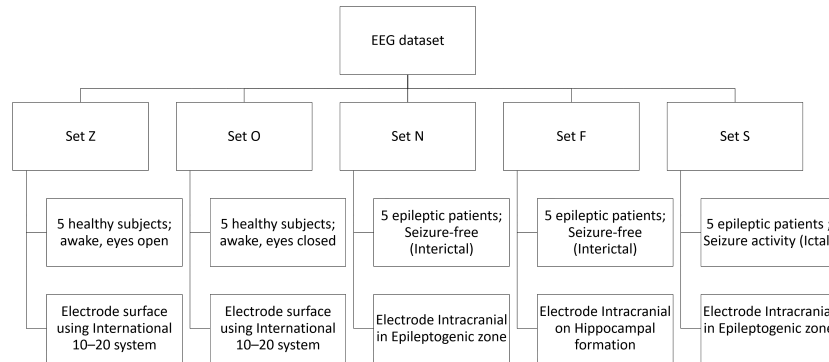 EEG dataset
Set Z
Set O
Set N
Set F
Set S
5 healthy subjects;
awake, eyes open
5 healthy subjects;
awake, eyes closed
5 epileptic patients;
Seizure-free
(Interictal)
5 epileptic patients;
Seizure-free
(Interictal)
5 epileptic patients ;
Seizure activity (Ictal
Electrode surface
using International
10–20 system
Electrode surface
using International
10–20 system
Electrode Intracranial
in Epileptogenic zone
Electrode Intracranial
on Hippocampal
formation
Electrode Intracranial
in Epileptogenic zone